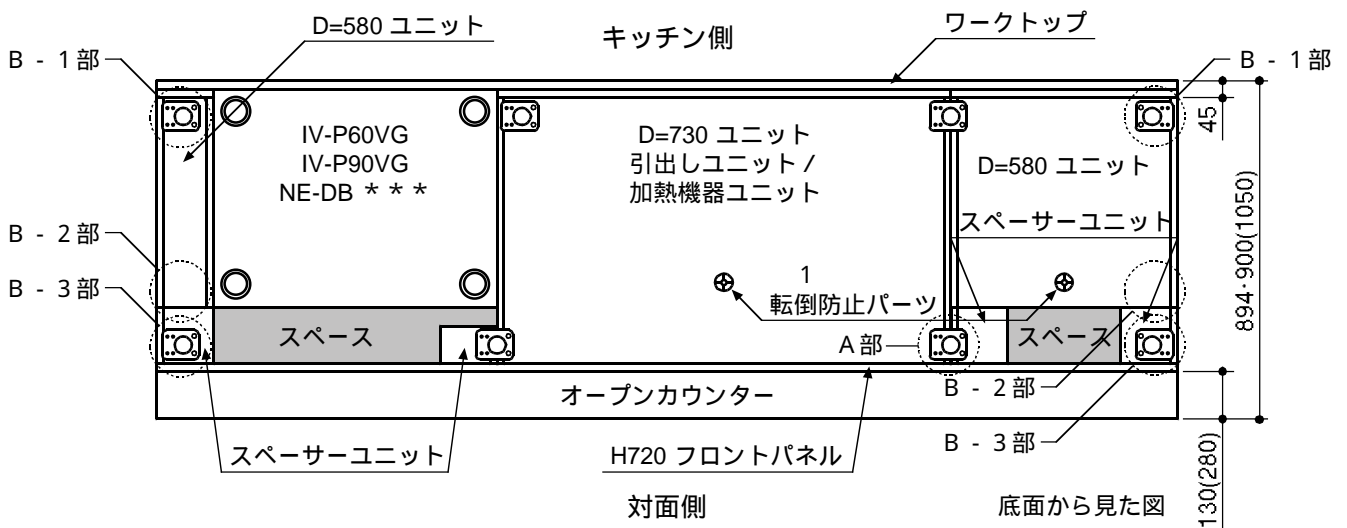 D=580 ユニット
キッチン側
ワークトップ
B - 1部
B - 1部
45
IV-P60VG
IV-P90VG
NE-DB ＊＊＊
D=730 ユニット
引出しユニット /
加熱機器ユニット
D=580 ユニット
スペーサーユニット
894·900(1050)
B - 2部
B - 3部
1
転倒防止パーツ
スペース
A部
スペース
B - 2部
オープンカウンター
B - 3部
スペーサーユニット
H720 フロントパネル
130(280)
対面側
底面から見た図